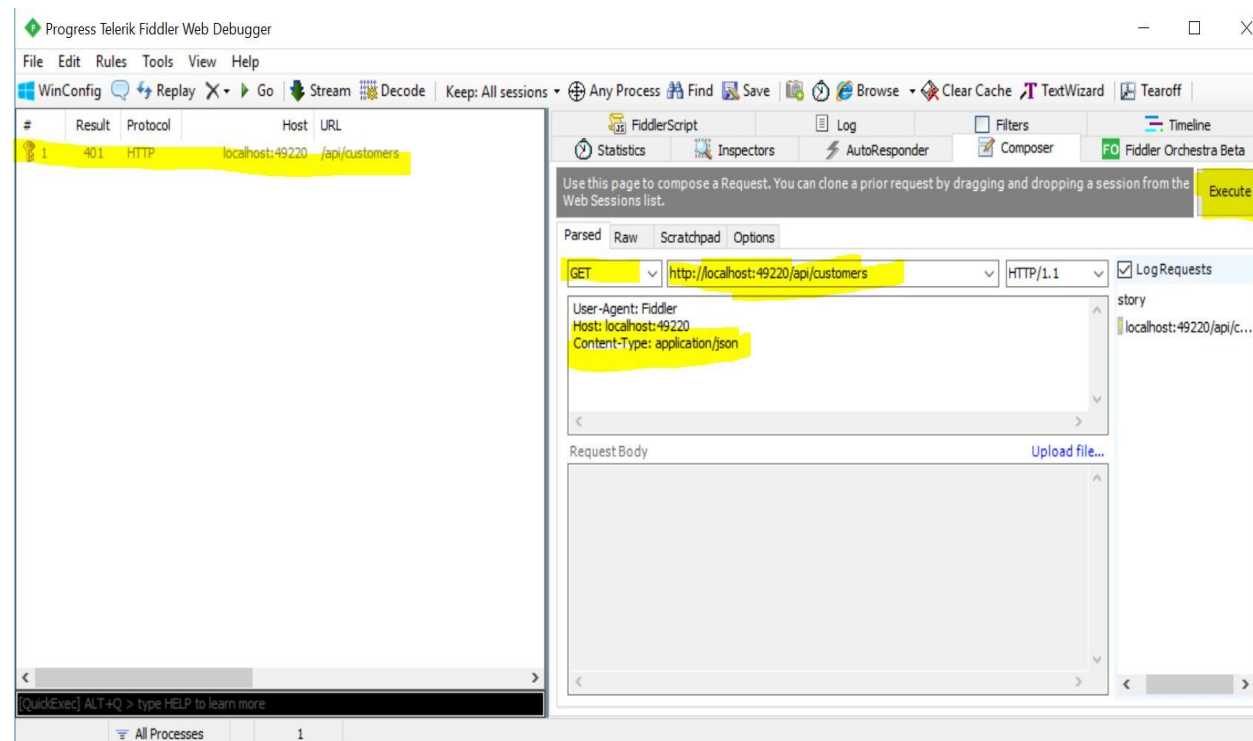 Progress Telerik Fiddler Web Debugger
File Edit Rules Tools View Help
WinConfig Replay Go Stream Decode Keep: All sessions Any Process Find Save Browse Clear Cache TextWizard Tearoff
# Result Protocol Host URL
1 401 HTTP localhost:49220 /api/customers
FiddlerScript Log Filters Timeline
Statistics Inspectors AutoResponder Composer FO Fiddler Orchestra Beta
Use this page to compose a Request. You can clone a prior request by dragging and dropping a session from the
Web Sessions list.
Execute
Parsed Raw Scratchpad Options
GET http://localhost:49220/api/customers HTTP/1.1
Log Requests
story
localhost:49220/api/c...
User-Agent: Fiddler
Host: localhost:49220
Content-Type: application/json
Request Body Upload file...
[QuickExec] ALT+Q > type HELP to learn more
All Processes 1